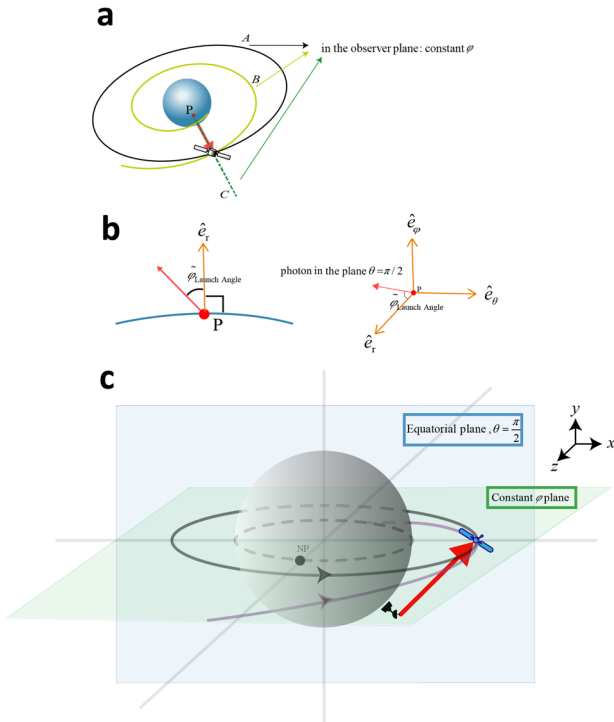 a
A
in the observer plane: constant φ
B
P
C
b
ê_r
φ̃_Launch Angle
P
ê_φ
photon in the plane θ=π/2
P
φ̃_Launch Angle
ê_θ
ê_r
c
Equatorial plane, θ = π/2
y
x
z
Constant φ plane
NP